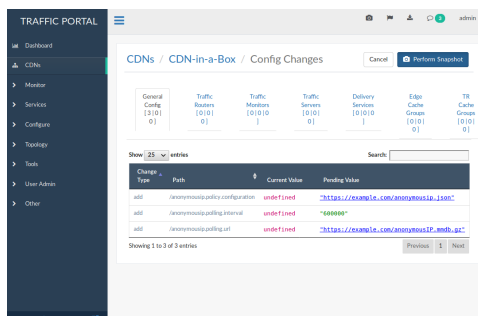 TRAFFIC PORTAL
3
admin
Dashboard
CDNs
Monitor
Services
Configure
Topology
Tools
User Admin
Other
CDNs / CDN-in-a-Box / Config Changes
Cancel
Perform Snapshot
General
Config
[ 3 | 0 |
0 ]
Traffic
Routers
[ 0 | 0 |
0 ]
Traffic
Monitors
[ 0 | 0 | 0
]
Traffic
Servers
[ 0 | 0 |
0 ]
Delivery
Services
[ 0 | 0 | 0
]
Edge
Cache
Groups
[ 0 | 0 |
0 ]
TR
Cache
Groups
[ 0 | 0 |
0 ]
Show 25 entries
Search:
Change
Type
Path
Current Value
Pending Value
add /anonymousip.policy.configuration undefined "https://example.com/anonymousip.json"
add /anonymousip.polling.interval undefined "600000"
add /anonymousip.polling.url undefined "https://example.com/anonymousIP.mmdb.gz"
Showing 1 to 3 of 3 entries
Previous 1 Next